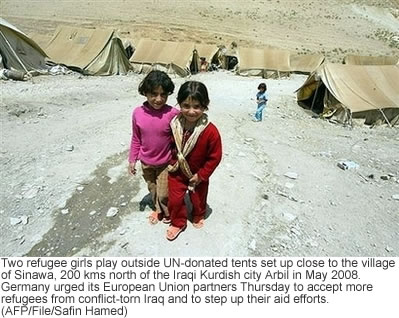 Two refugee girls play outside UN-donated tents set up close to the village
of Sinawa, 200 kms north of the Iraqi Kurdish city Arbil in May 2008.
Germany urged its European Union partners Thursday to accept more
refugees from conflict-torn Iraq and to step up their aid efforts.
(AFP/File/Safin Hamed)